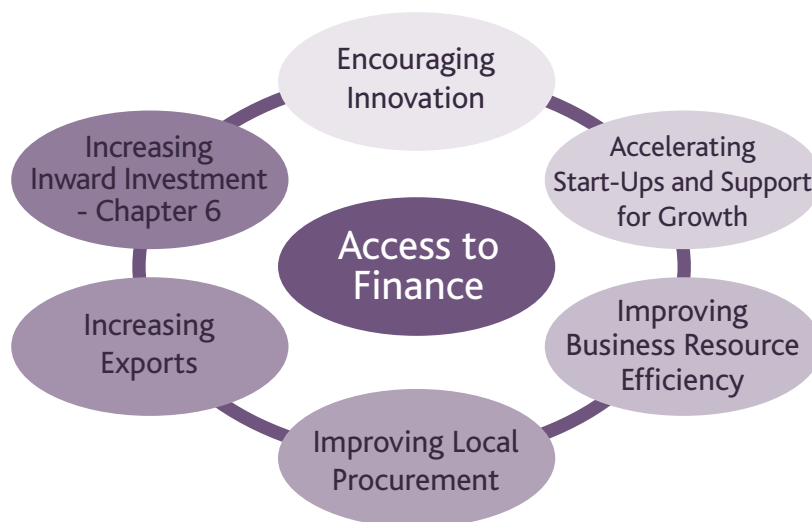 Encouraging
Innovation
Accelerating
Start-Ups and Support
for Growth
Improving
Business Resource
Efficiency
Improving Local
Procurement
Increasing
Exports
Increasing
Inward Investment
- Chapter 6
Access to
Finance